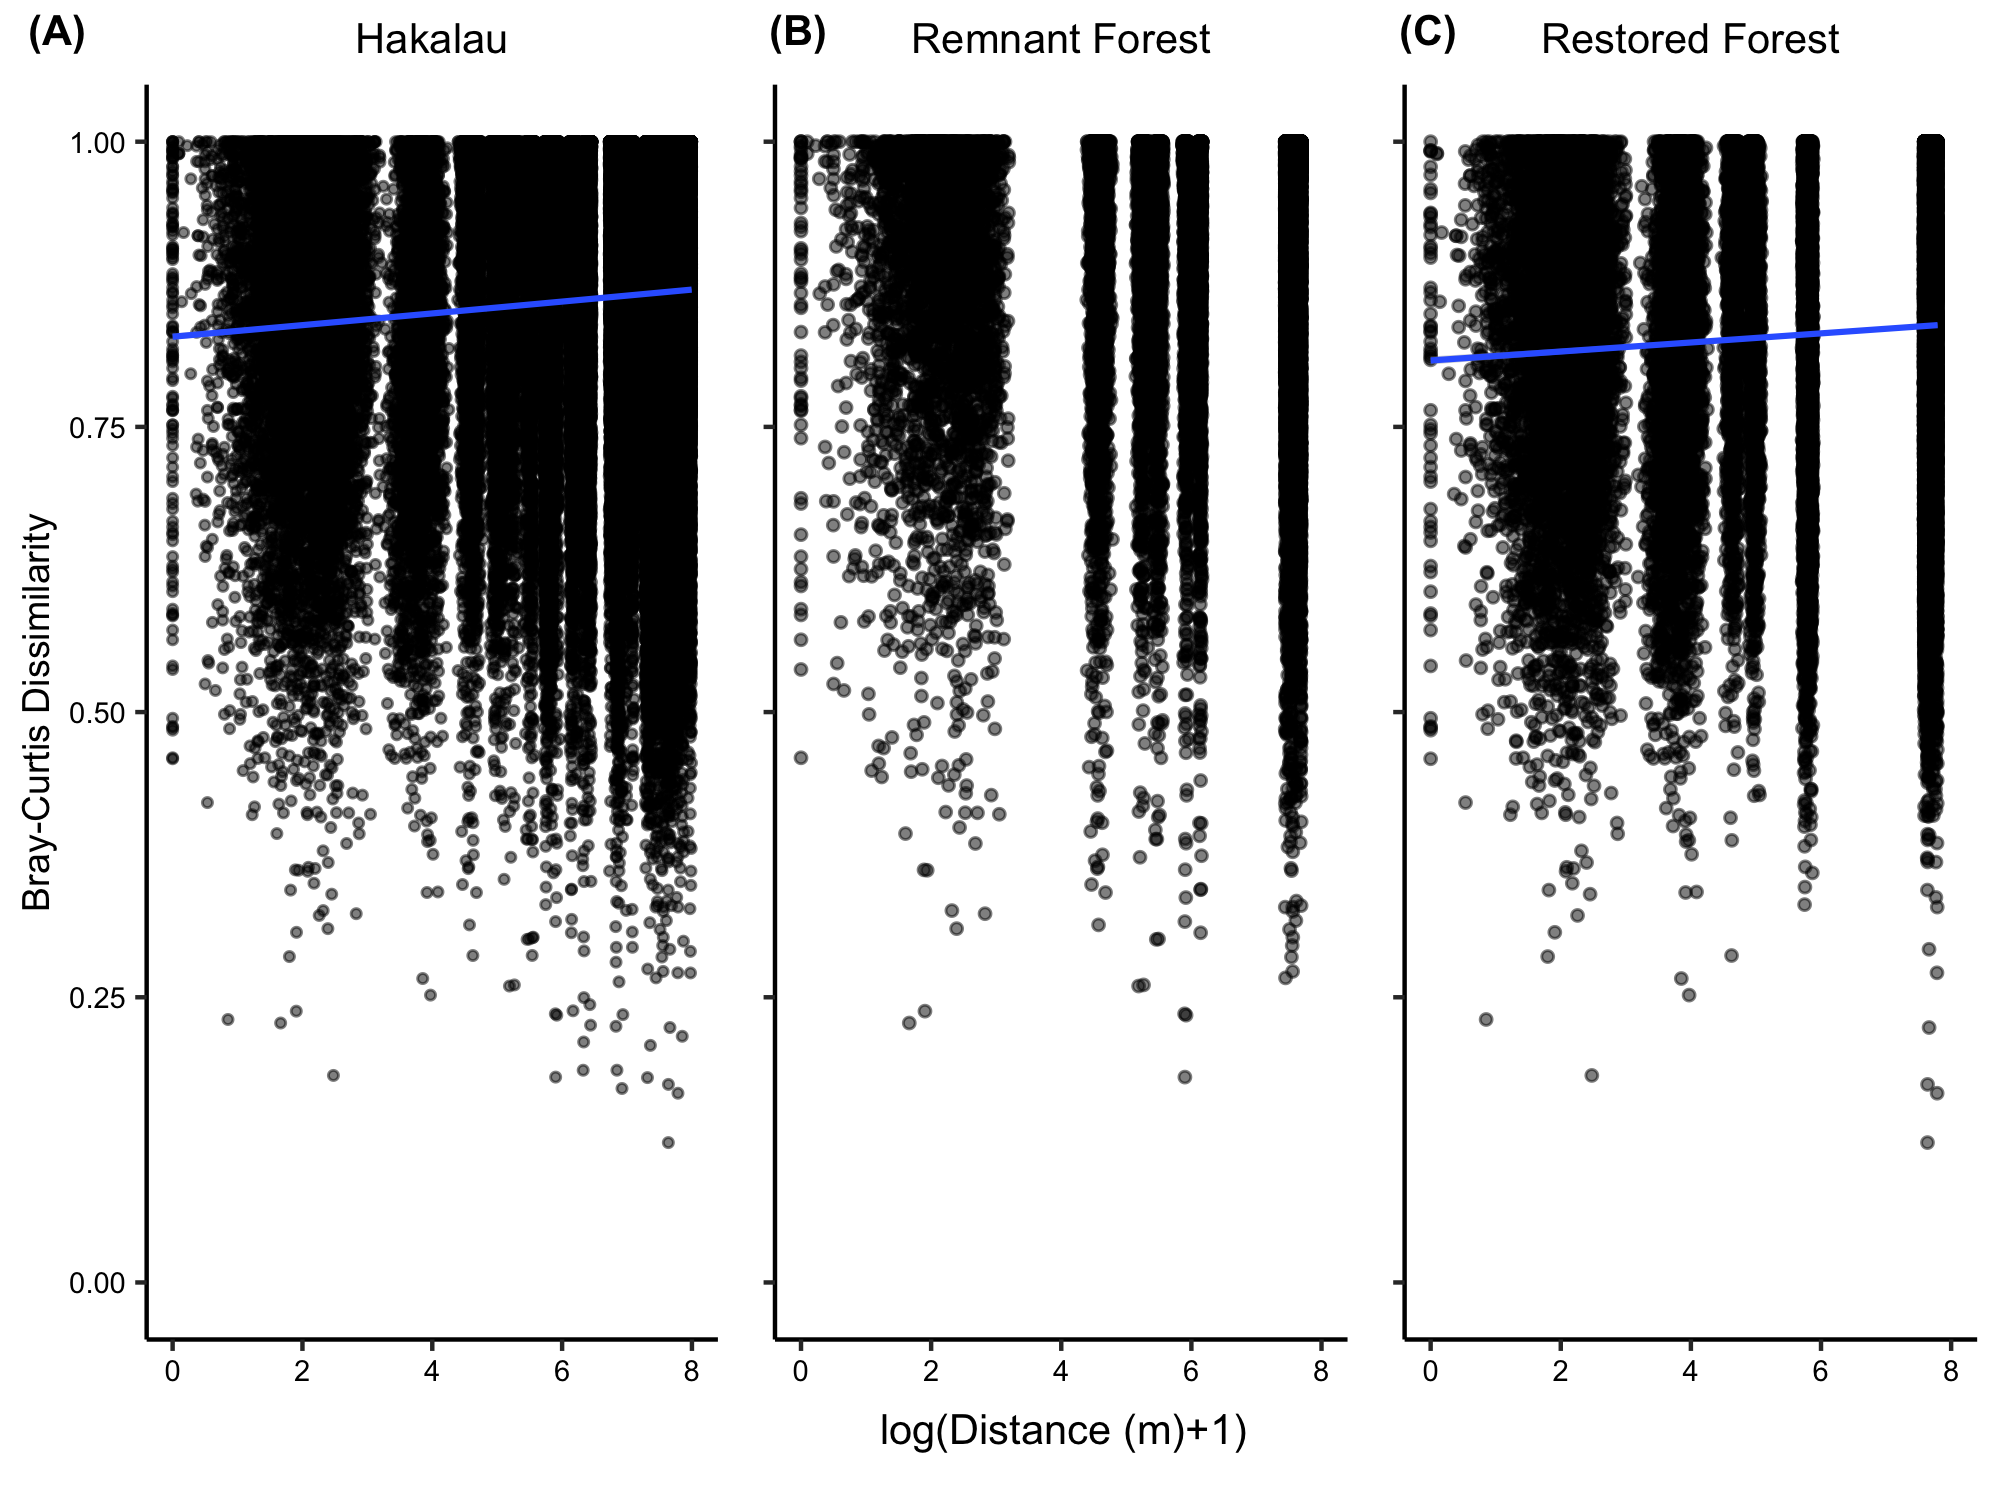 (A) Hakalau
(B) Remnant Forest
(C) Restored Forest
Bray-Curtis Dissimilarity
1.00
0.75
0.50
0.25
0.00
0 2 4 6 8
0 2 4 6 8
0 2 4 6 8
log(Distance (m)+1)